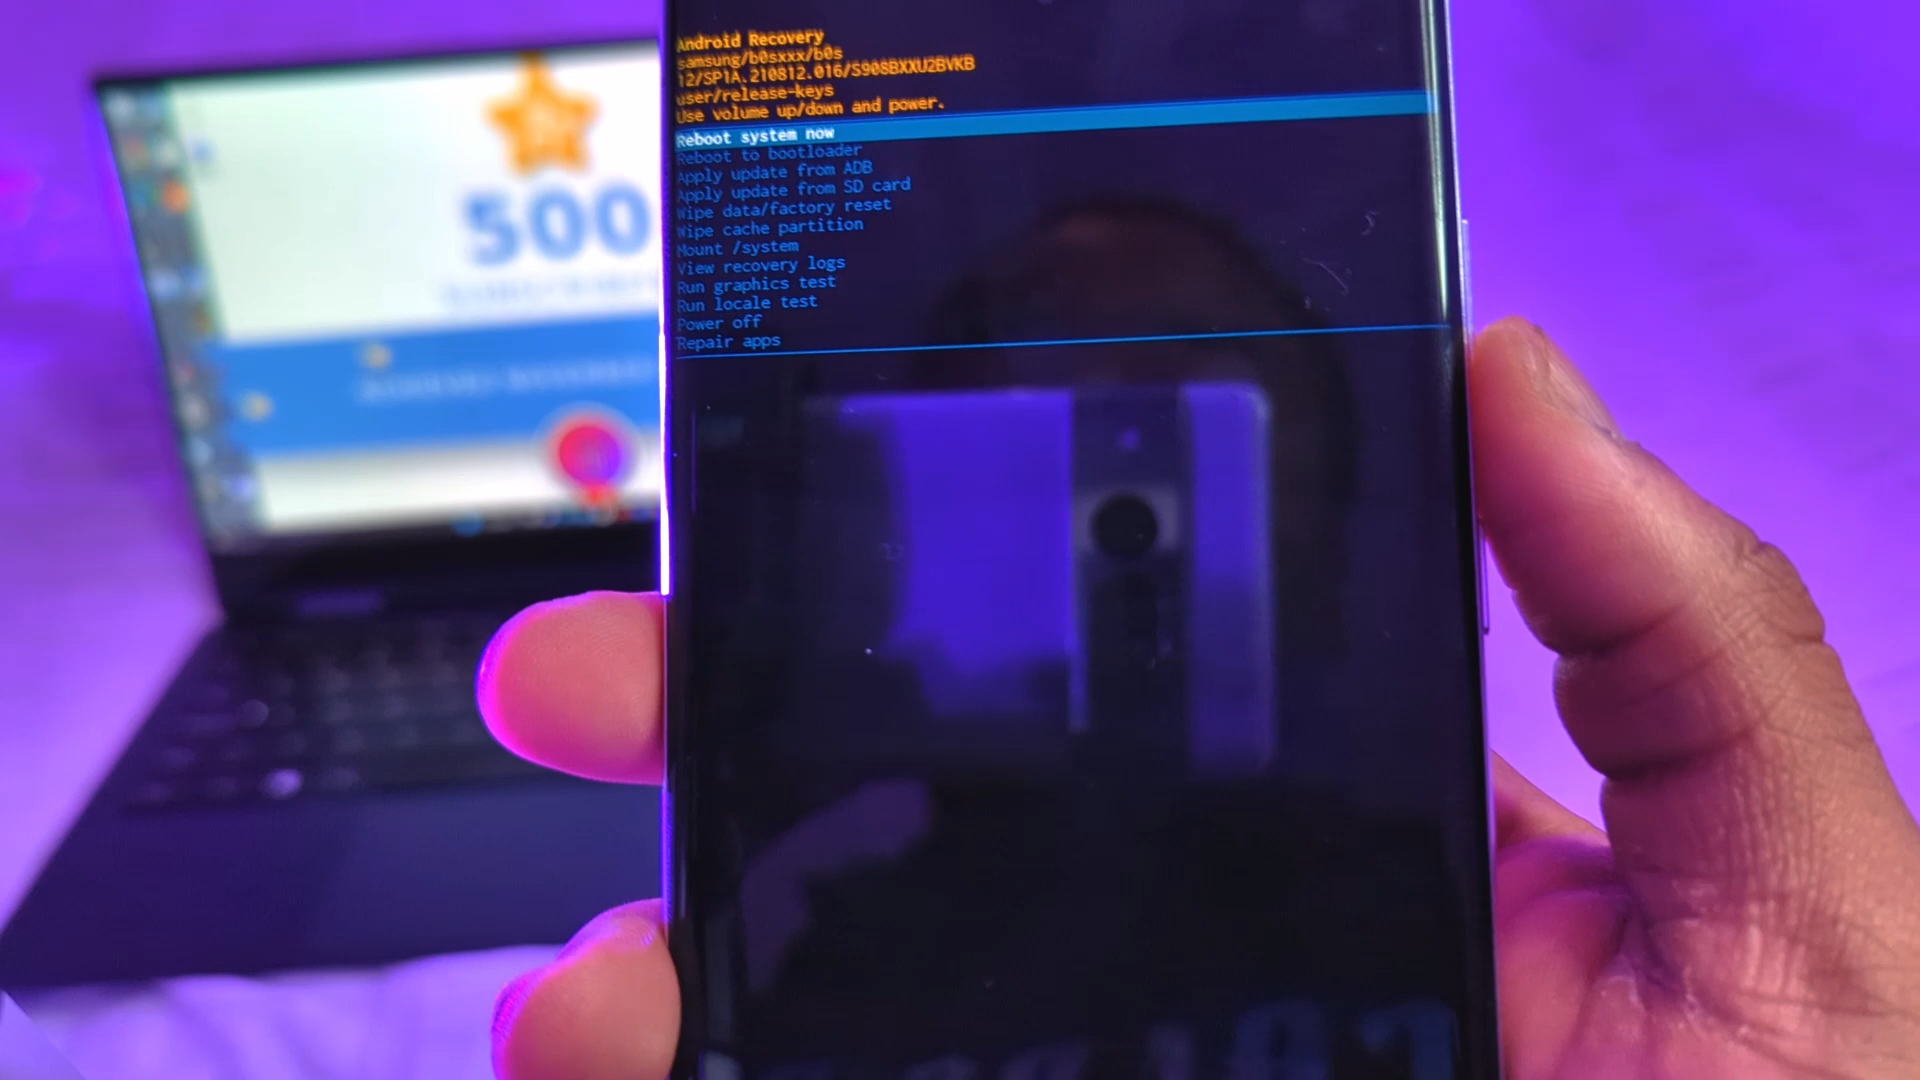 Android Recovery
samsung/b0sxxx/b0s
12/SP1A.210812.016/S908BXXU2BVKB
user/release-keys
Use volume up/down and power.
Reboot system now
Reboot to bootloader
Apply update from ADB
Apply update from SD card
Wipe data/factory reset
Wipe cache partition
Mount /system
View recovery logs
Run graphics test
Run locale test
Power off
Repair apps
500